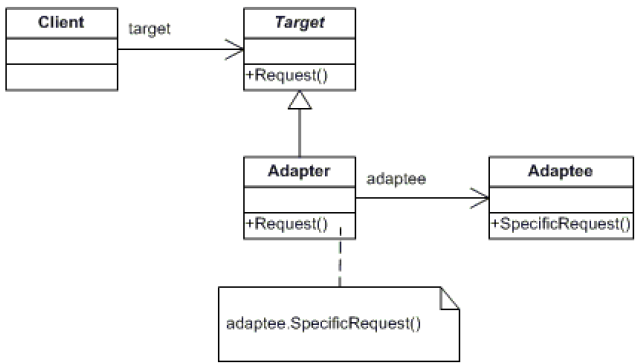 Client
target
Target
+Request()
Adapter
adaptee
Adaptee
+Request()
+SpecificRequest()
adaptee.SpecificRequest()